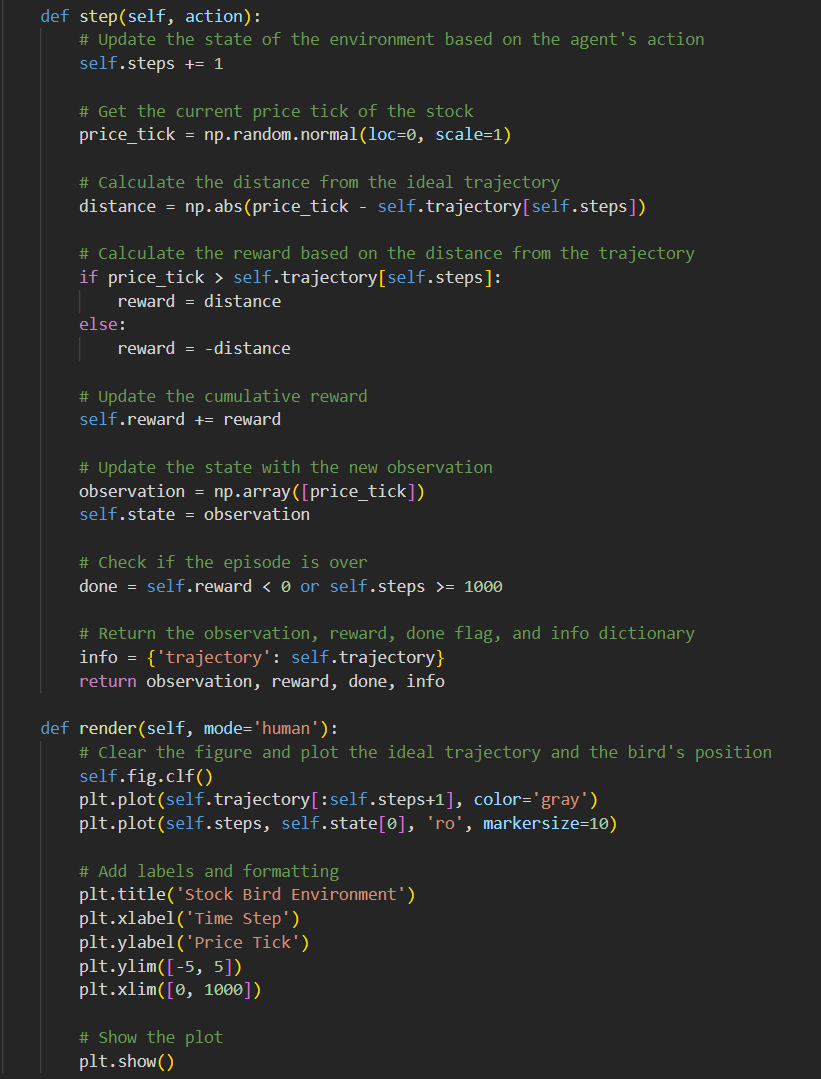 def step(self, action):
    # Update the state of the environment based on the agent's action
    self.steps += 1

    # Get the current price tick of the stock
    price_tick = np.random.normal(loc=0, scale=1)

    # Calculate the distance from the ideal trajectory
    distance = np.abs(price_tick - self.trajectory[self.steps])

    # Calculate the reward based on the distance from the trajectory
    if price_tick > self.trajectory[self.steps]:
        reward = distance
    else:
        reward = -distance

    # Update the cumulative reward
    self.reward += reward

    # Update the state with the new observation
    observation = np.array([price_tick])
    self.state = observation

    # Check if the episode is over
    done = self.reward < 0 or self.steps >= 1000

    # Return the observation, reward, done flag, and info dictionary
    info = {'trajectory': self.trajectory}
    return observation, reward, done, info

def render(self, mode='human'):
    # Clear the figure and plot the ideal trajectory and the bird's position
    self.fig.clf()
    plt.plot(self.trajectory[:self.steps+1], color='gray')
    plt.plot(self.steps, self.state[0], 'ro', markersize=10)

    # Add labels and formatting
    plt.title('Stock Bird Environment')
    plt.xlabel('Time Step')
    plt.ylabel('Price Tick')
    plt.ylim([-5, 5])
    plt.xlim([0, 1000])

    # Show the plot
    plt.show()